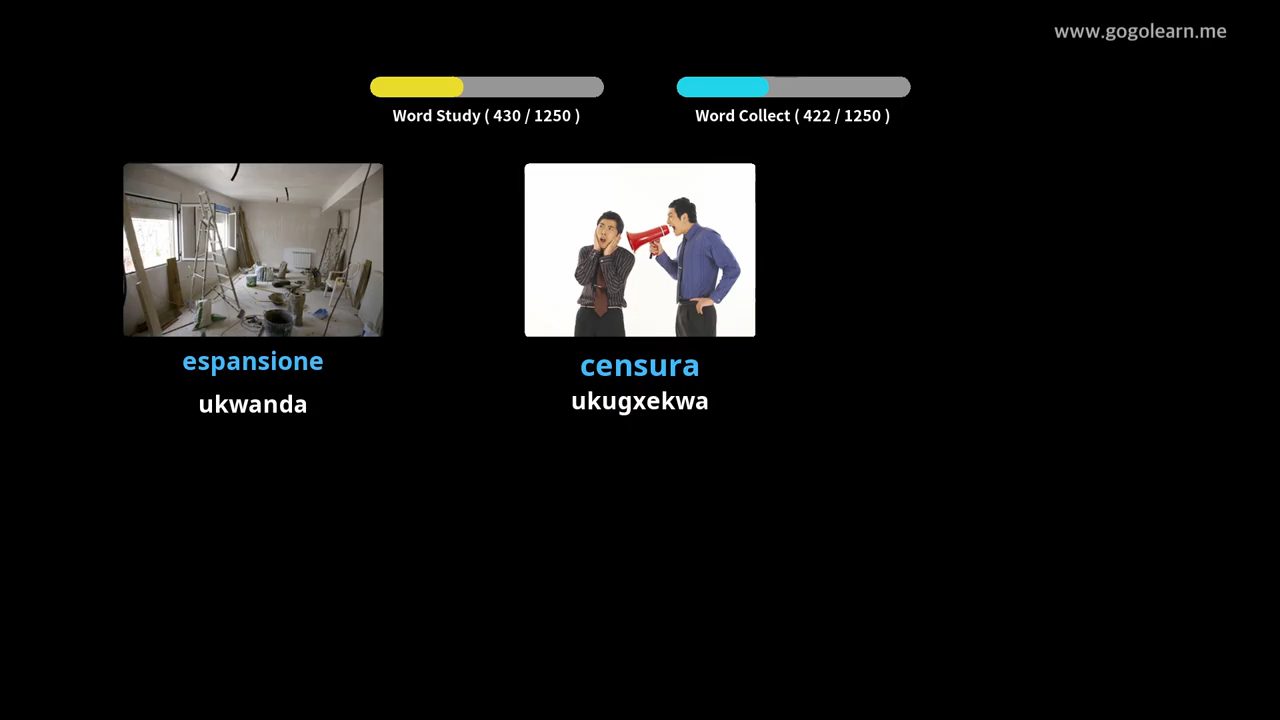 www.gogolearn.me
Word Study ( 430 / 1250 )
Word Collect ( 422 / 1250 )
espansione
ukwanda
censura
ukugxekwa